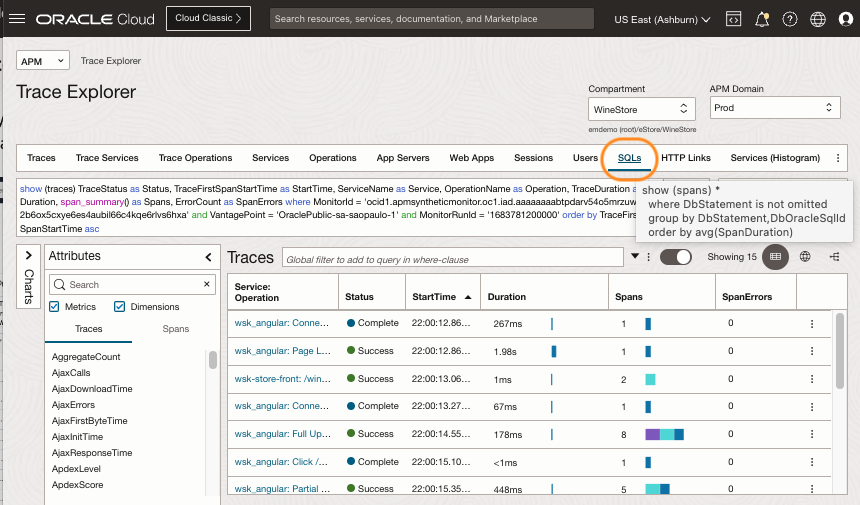 ORACLE Cloud
Cloud Classic >
Search resources, services, documentation, and Marketplace
US East (Ashburn)
APM
Trace Explorer
Trace Explorer
Compartment
APM Domain
WineStore
Prod
emdemo (root)/eStore/WineStore
Traces Trace Services Trace Operations Services Operations App Servers Web Apps Sessions Users SQLs HTTP Links Services (Histogram)
show (traces) TraceStatus as Status, TraceFirstSpanStartTime as StartTime, ServiceName as Service, OperationName as Operation, TraceDuration a
Duration, span_summary() as Spans, ErrorCount as SpanErrors where MonitorId = 'ocid1.apmsyntheticmonitor.oc1.iad.aaaaaaaabtpdarv54o5mrzuw
2b6ox5cxye6es4aubil66c4kqe6rlvs6hxa' and VantagePoint = 'OraclePublic-sa-saopaulo-1' and MonitorRunId = '1683781200000' order by TraceFirs
SpanStartTime asc
show (spans) *
where DbStatement is not omitted
group by DbStatement,DbOracleSqlId
order by avg(SpanDuration)
Charts
Attributes
Search
Metrics
Dimensions
Traces
Spans
AggregateCount
AjaxCalls
AjaxDownloadTime
AjaxErrors
AjaxFirstByteTime
AjaxInitTime
AjaxResponseTime
ApdexLevel
ApdexScore
Traces
Global filter to add to query in where-clause
Showing 15
Service:
Operation
Status
StartTime
Duration
Spans
SpanErrors
wsk_angular: Conne... Complete 22:00:12.86... 267ms 1 0
wsk_angular: Page L... Success 22:00:12.86... 1.98s 1 0
wsk-store-front: /win... Success 22:00:13.06... 1ms 2 0
wsk_angular: Conne... Complete 22:00:13.27... 67ms 1 0
wsk_angular: Full Up... Success 22:00:14.55... 178ms 8 0
wsk_angular: Click /... Complete 22:00:15.10... <1ms 1 0
wsk_angular: Partial ... Success 22:00:15.35... 448ms 5 0